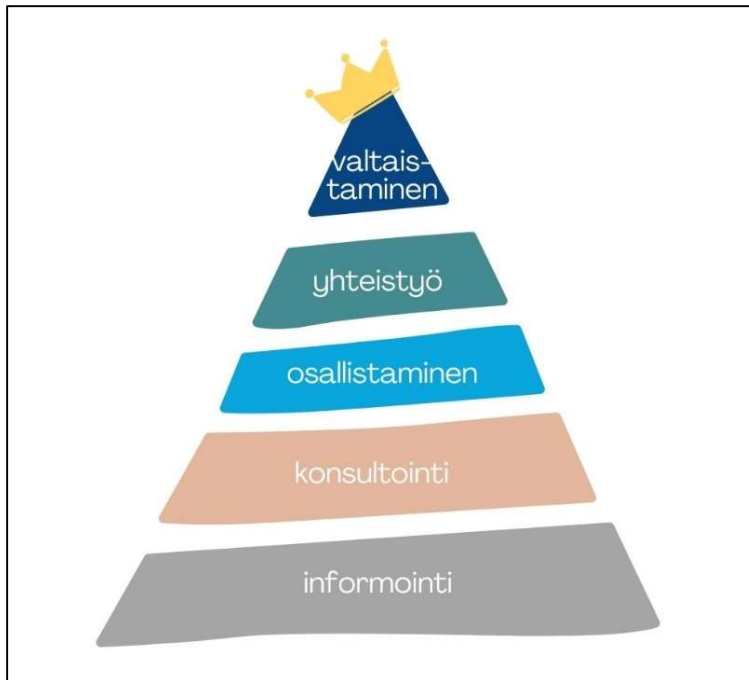 valtais-
taminen
yhteistyö
osallistaminen
konsultointi
informointi